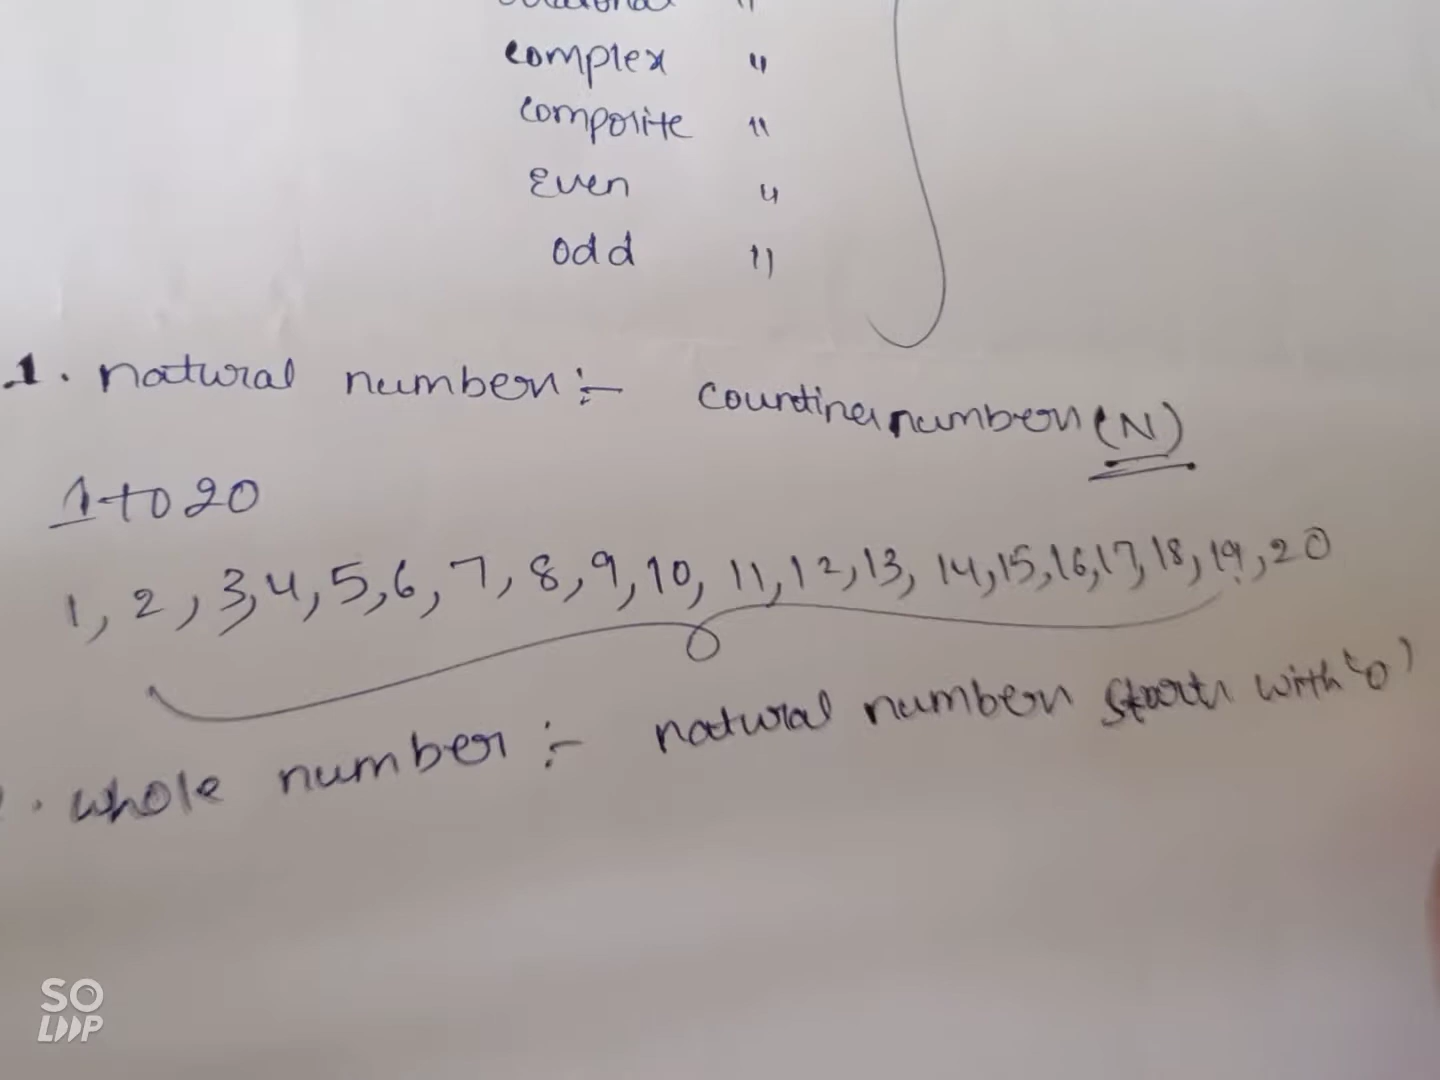 complex "
composite "
Even "
odd "
1. natural number :- counting number (N)
1 to 20
1, 2, 3, 4, 5, 6, 7, 8, 9, 10, 11, 12, 13, 14, 15, 16, 17, 18, 19, 20
. whole number :- natural number start with '0'
SO
LOOP